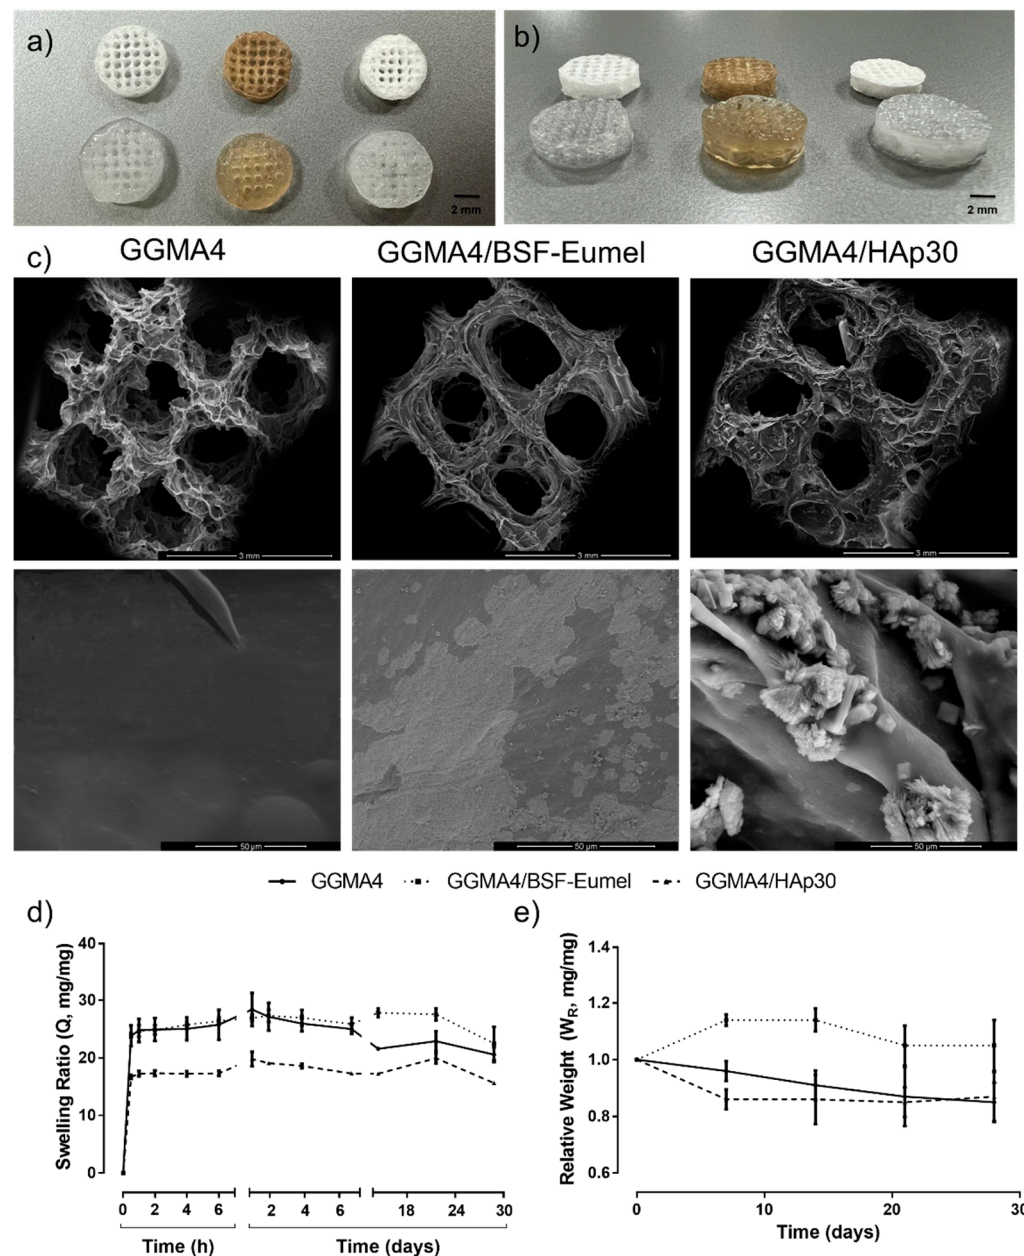 a)
2 mm
b)
2 mm
c)
GGMA4
GGMA4/BSF-Eumel
GGMA4/HAp30
3 mm
3 mm
3 mm
50 µm
50 µm
50 µm
GGMA4
GGMA4/BSF-Eumel
GGMA4/HAp30
d)
Swelling Ratio (Q, mg/mg)
40
30
20
10
0
0 2 4 6
2 4 6
18 24 30
Time (h)
Time (days)
e)
Relative Weight (WR, mg/mg)
1.4
1.2
1.0
0.8
0.6
0 10 20 30
Time (days)